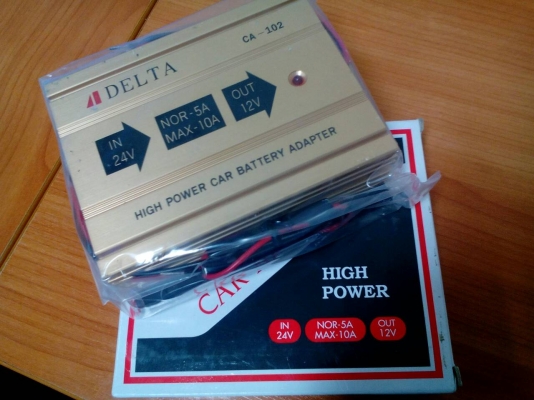 DELTA
CA-102
IN
24V
NOR-5A
MAX-10A
OUT
12V
HIGH POWER CAR BATTERY ADAPTER
CAR
HIGH
POWER
IN
24V
NOR-5A
MAX-10A
OUT
12V